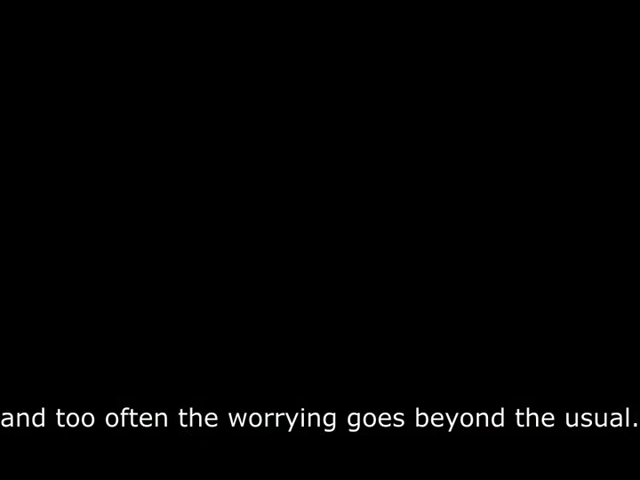 and too often the worrying goes beyond the usual.